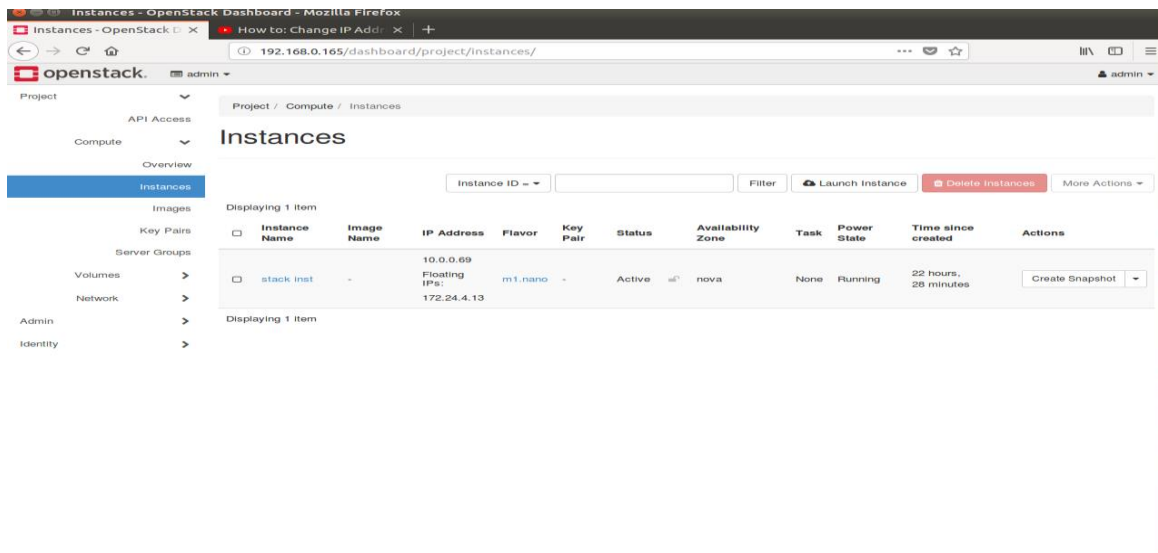 Instances - OpenStack Dashboard - Mozilla Firefox
Instances - OpenStack D
How to: Change IP Addr
192.168.0.165/dashboard/project/instances/
openstack. admin
admin
Project
API Access
Compute
Overview
Instances
Images
Key Pairs
Server Groups
Volumes
Network
Admin
Identity
Project / Compute / Instances
Instances
Instance ID = Filter Launch Instance Delete Instances More Actions
Displaying 1 item
Instance Name Image Name IP Address Flavor Key Pair Status Availability Zone Task Power State Time since created Actions
10.0.0.69
Floating IPs:
172.24.4.13
stack inst - m1.nano - Active nova None Running 22 hours, 28 minutes Create Snapshot
Displaying 1 item